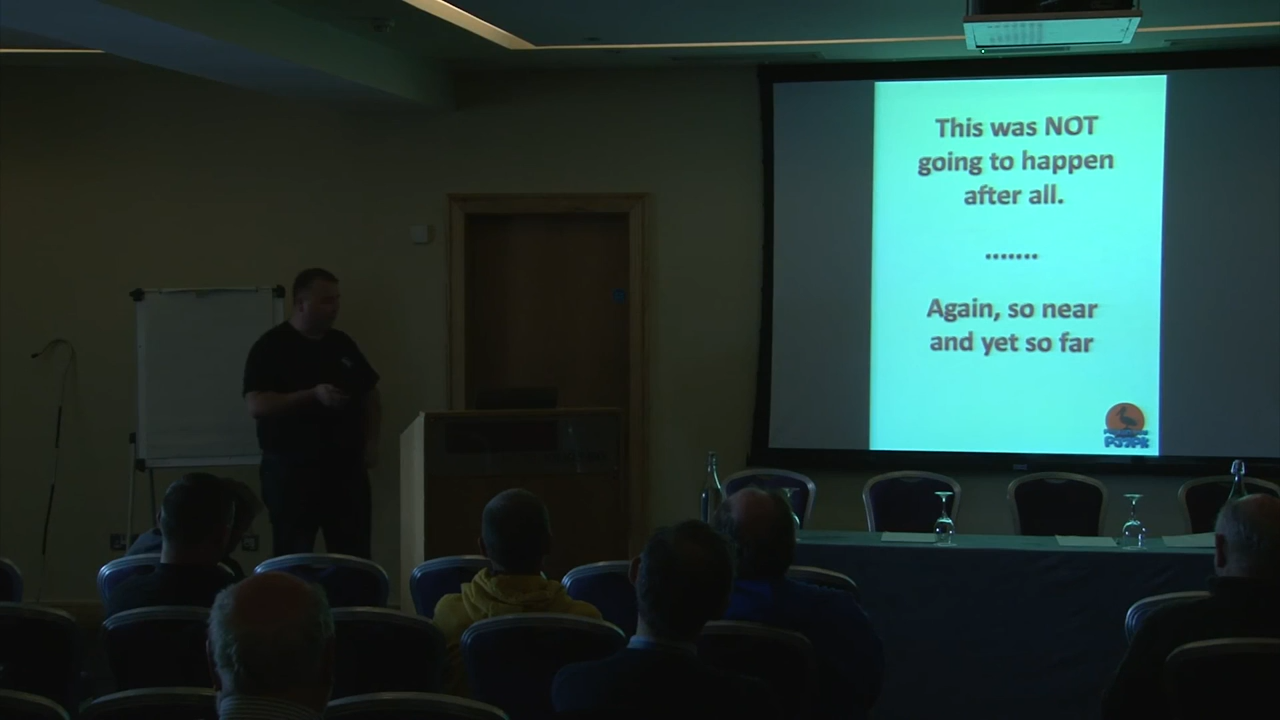 This was NOT
going to happen
after all.
.......
Again, so near
and yet so far